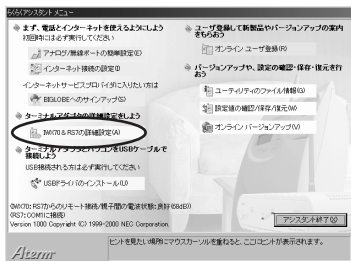 らくらくアシスタント メニュー
電話とインターネットを使えるようにしよう
初回時には必ず実行してください
アナログ/無線ポートの簡単設定(E)
インターネット接続の設定(I)
インターネットサービスプロバイダに入りたい方は
BIGLOBEへのサインアップ(S)
ターミナルアダプタの詳細設定をしよう
IWX70 & RS7の詳細設定(A)
ターミナルアダプタとパソコンをUSBケーブルで
接続しよう
USB接続される方は必ず実行してください
USBドライバのインストール(U)
ユーザ登録して新製品やバージョンアップの案内
をもらおう
オンライン ユーザ登録(R)
バージョンアップや、設定の確認・保存・復元を行
おう
ユーティリティのファイル情報(G)
設定値の確認/保存/復元(W)
オンライン バージョンアップ(V)
(IWX70: RS7からのリモート接続/親子間の電波状態: 良好(68dB))
(RS7: COM1に接続)
Version 1000 Copyright (C) 1999-2000 NEC Corporation.
アシスタント終了(X)
Aterm
ヒントを見たい場所にマウスカーソルを重ねると、ここにヒントが表示されます。